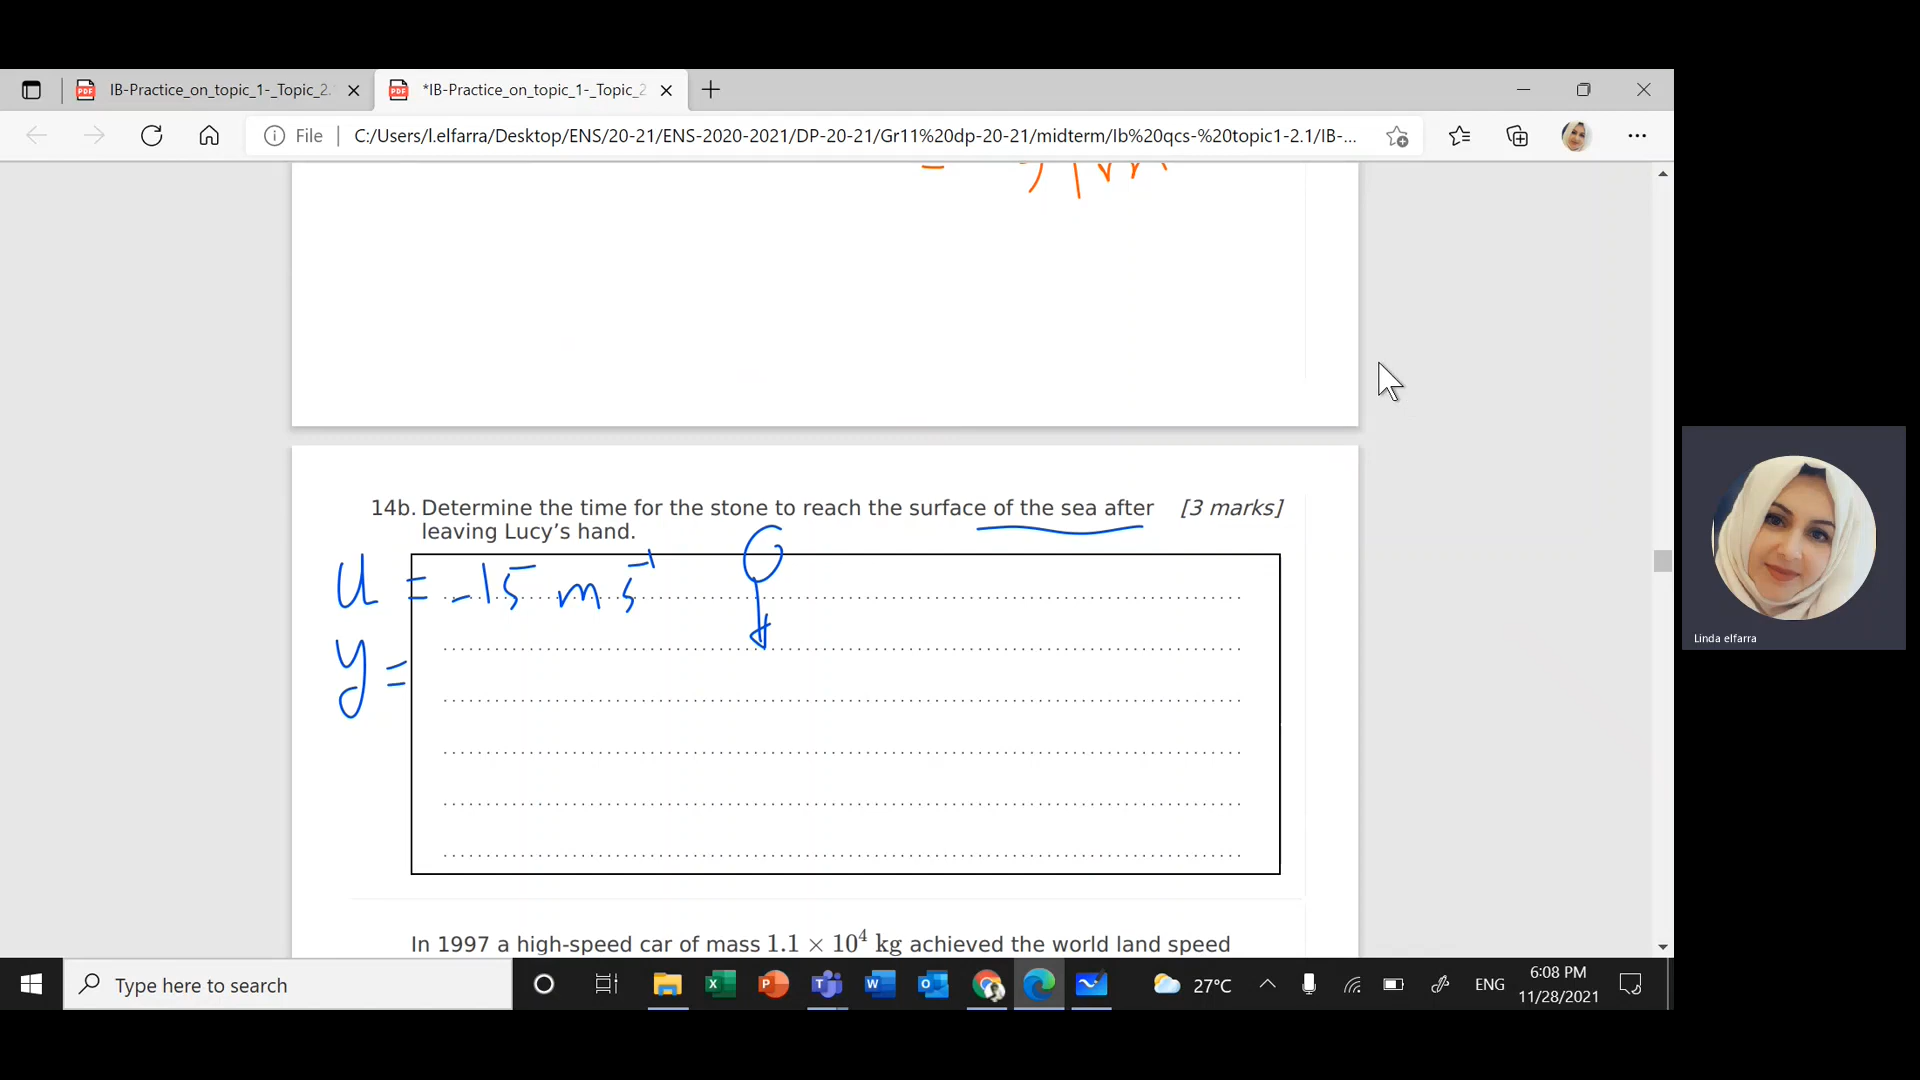 IB-Practice_on_topic_1-_Topic_2.
*IB-Practice_on_topic_1-_Topic_2
File
C:/Users/l.elfarra/Desktop/ENS/20-21/ENS-2020-2021/DP-20-21/Gr11%20dp-20-21/midterm/Ib%20qcs-%20topic1-2.1/IB-...
14b. Determine the time for the stone to reach the surface of the sea after [3 marks]
leaving Lucy's hand.
u = -15 m s⁻¹
y =
Linda elfarra
In 1997 a high-speed car of mass 1.1 × 10⁴ kg achieved the world land speed
Type here to search
27°C
ENG
6:08 PM
11/28/2021